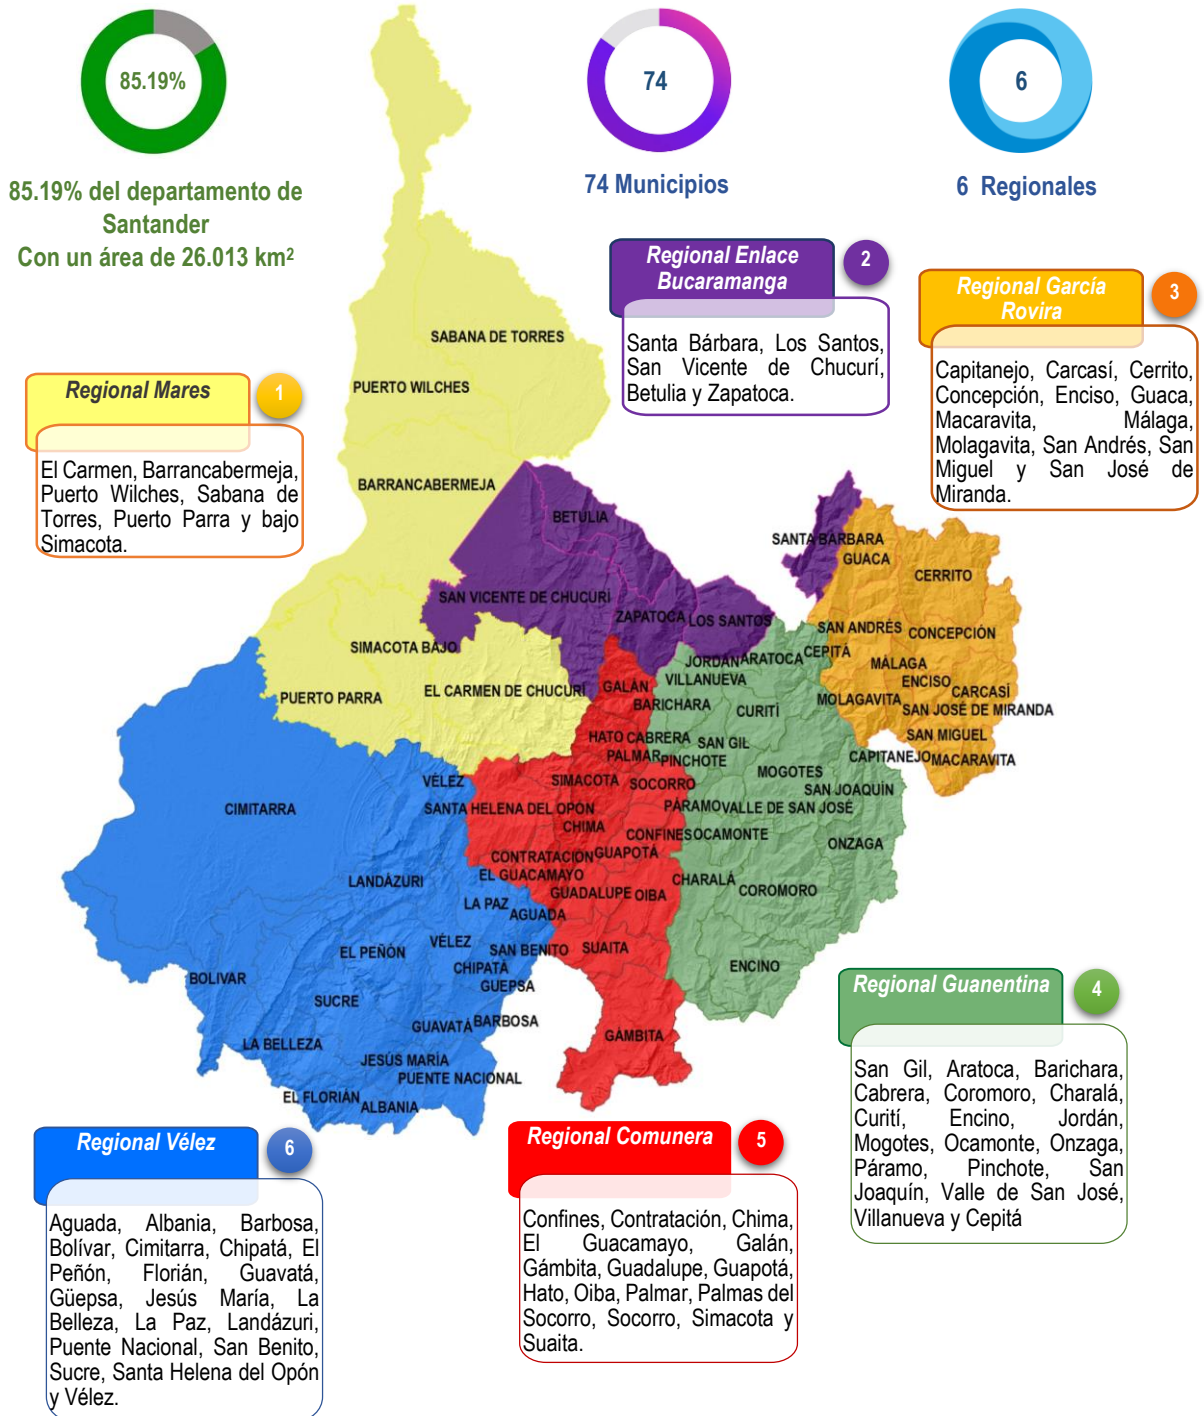 85.19%
74
6
85.19% del departamento de
Santander
Con un área de 26.013 km²
74 Municipios
6 Regionales
Regional Enlace
Bucaramanga
2
Santa Bárbara, Los Santos,
San Vicente de Chucurí,
Betulia y Zapatoca.
Regional García
Rovira
3
Capitanejo, Carcasí, Cerrito,
Concepción, Enciso, Guaca,
Macaravita, Málaga,
Molagavita, San Andrés, San
Miguel y San José de
Miranda.
Regional Mares
1
El Carmen, Barrancabermeja,
Puerto Wilches, Sabana de
Torres, Puerto Parra y bajo
Simacota.
SABANA DE TORRES
PUERTO WILCHES
BARRANCABERMEJA
BETULIA
SANTA BÁRBARA
GUACA
CERRITO
SAN VICENTE DE CHUCURÍ
ZAPATOCA
LOS SANTOS
SAN ANDRÉS
CONCEPCIÓN
SIMACOTA BAJO
JORDÁN
ARATOCA
CEPITÁ
MÁLAGA
VILLANUEVA
ENCISO
PUERTO PARRA
EL CARMEN DE CHUCURÍ
GALÁN
CARCASÍ
BARICHARA
CURITÍ
MOLAGAVITA
SAN JOSÉ DE MIRANDA
HATO
CABRERA
SAN GIL
SAN MIGUEL
PALMAR
PINCHOTE
CAPITANEJO
MACARAVITA
VÉLEZ
SIMACOTA
SOCORRO
MOGOTES
SAN JOAQUÍN
CIMITARRA
SANTA HELENA DEL OPÓN
PÁRAMO
VALLE DE SAN JOSÉ
CHIMA
CONFINES
OCAMONTE
ONZAGA
CONTRATACIÓN
GUAPOTÁ
LANDÁZURI
EL GUACAMAYO
CHARALÁ
COROMORO
GUADALUPE
OIBA
LA PAZ
AGUADA
EL PEÑÓN
VÉLEZ
SAN BENITO
SUAITA
BOLIVAR
CHIPATÁ
ENCINO
GUEPSA
SUCRE
GUAVATÁ
BARBOSA
LA BELLEZA
GÁMBITA
JESÚS MARÍA
PUENTE NACIONAL
EL FLORIÁN
ALBANIA
Regional Guanentina
4
San Gil, Aratoca, Barichara,
Cabrera, Coromoro, Charalá,
Curití, Encino, Jordán,
Mogotes, Ocamonte, Onzaga,
Páramo, Pinchote, San
Joaquín, Valle de San José,
Villanueva y Cepitá
Regional Vélez
6
Aguada, Albania, Barbosa,
Bolívar, Cimitarra, Chipatá, El
Peñón, Florián, Guavatá,
Güepsa, Jesús María, La
Belleza, La Paz, Landázuri,
Puente Nacional, San Benito,
Sucre, Santa Helena del Opón
y Vélez.
Regional Comunera
5
Confines, Contratación, Chima,
El Guacamayo, Galán,
Gámbita, Guadalupe, Guapotá,
Hato, Oiba, Palmar, Palmas del
Socorro, Socorro, Simacota y
Suaita.